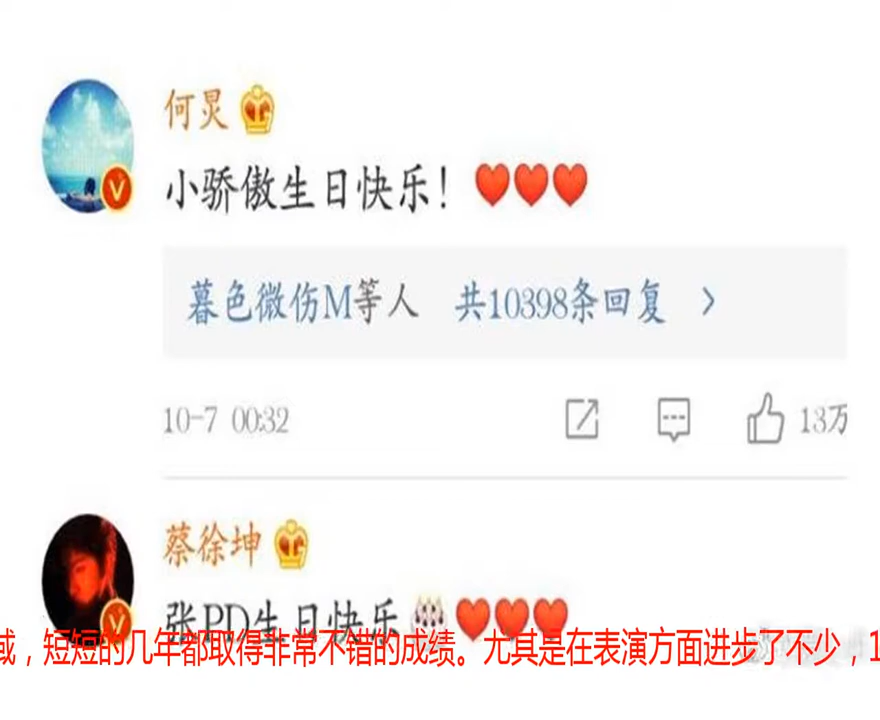 何炅
小骄傲生日快乐！
暮色微伤M等人 共10398条回复 >
10-7 00:32 13万
蔡徐坤
张PD生日快乐
域，短短的几年都取得非常不错的成绩。尤其是在表演方面进步了不少，1